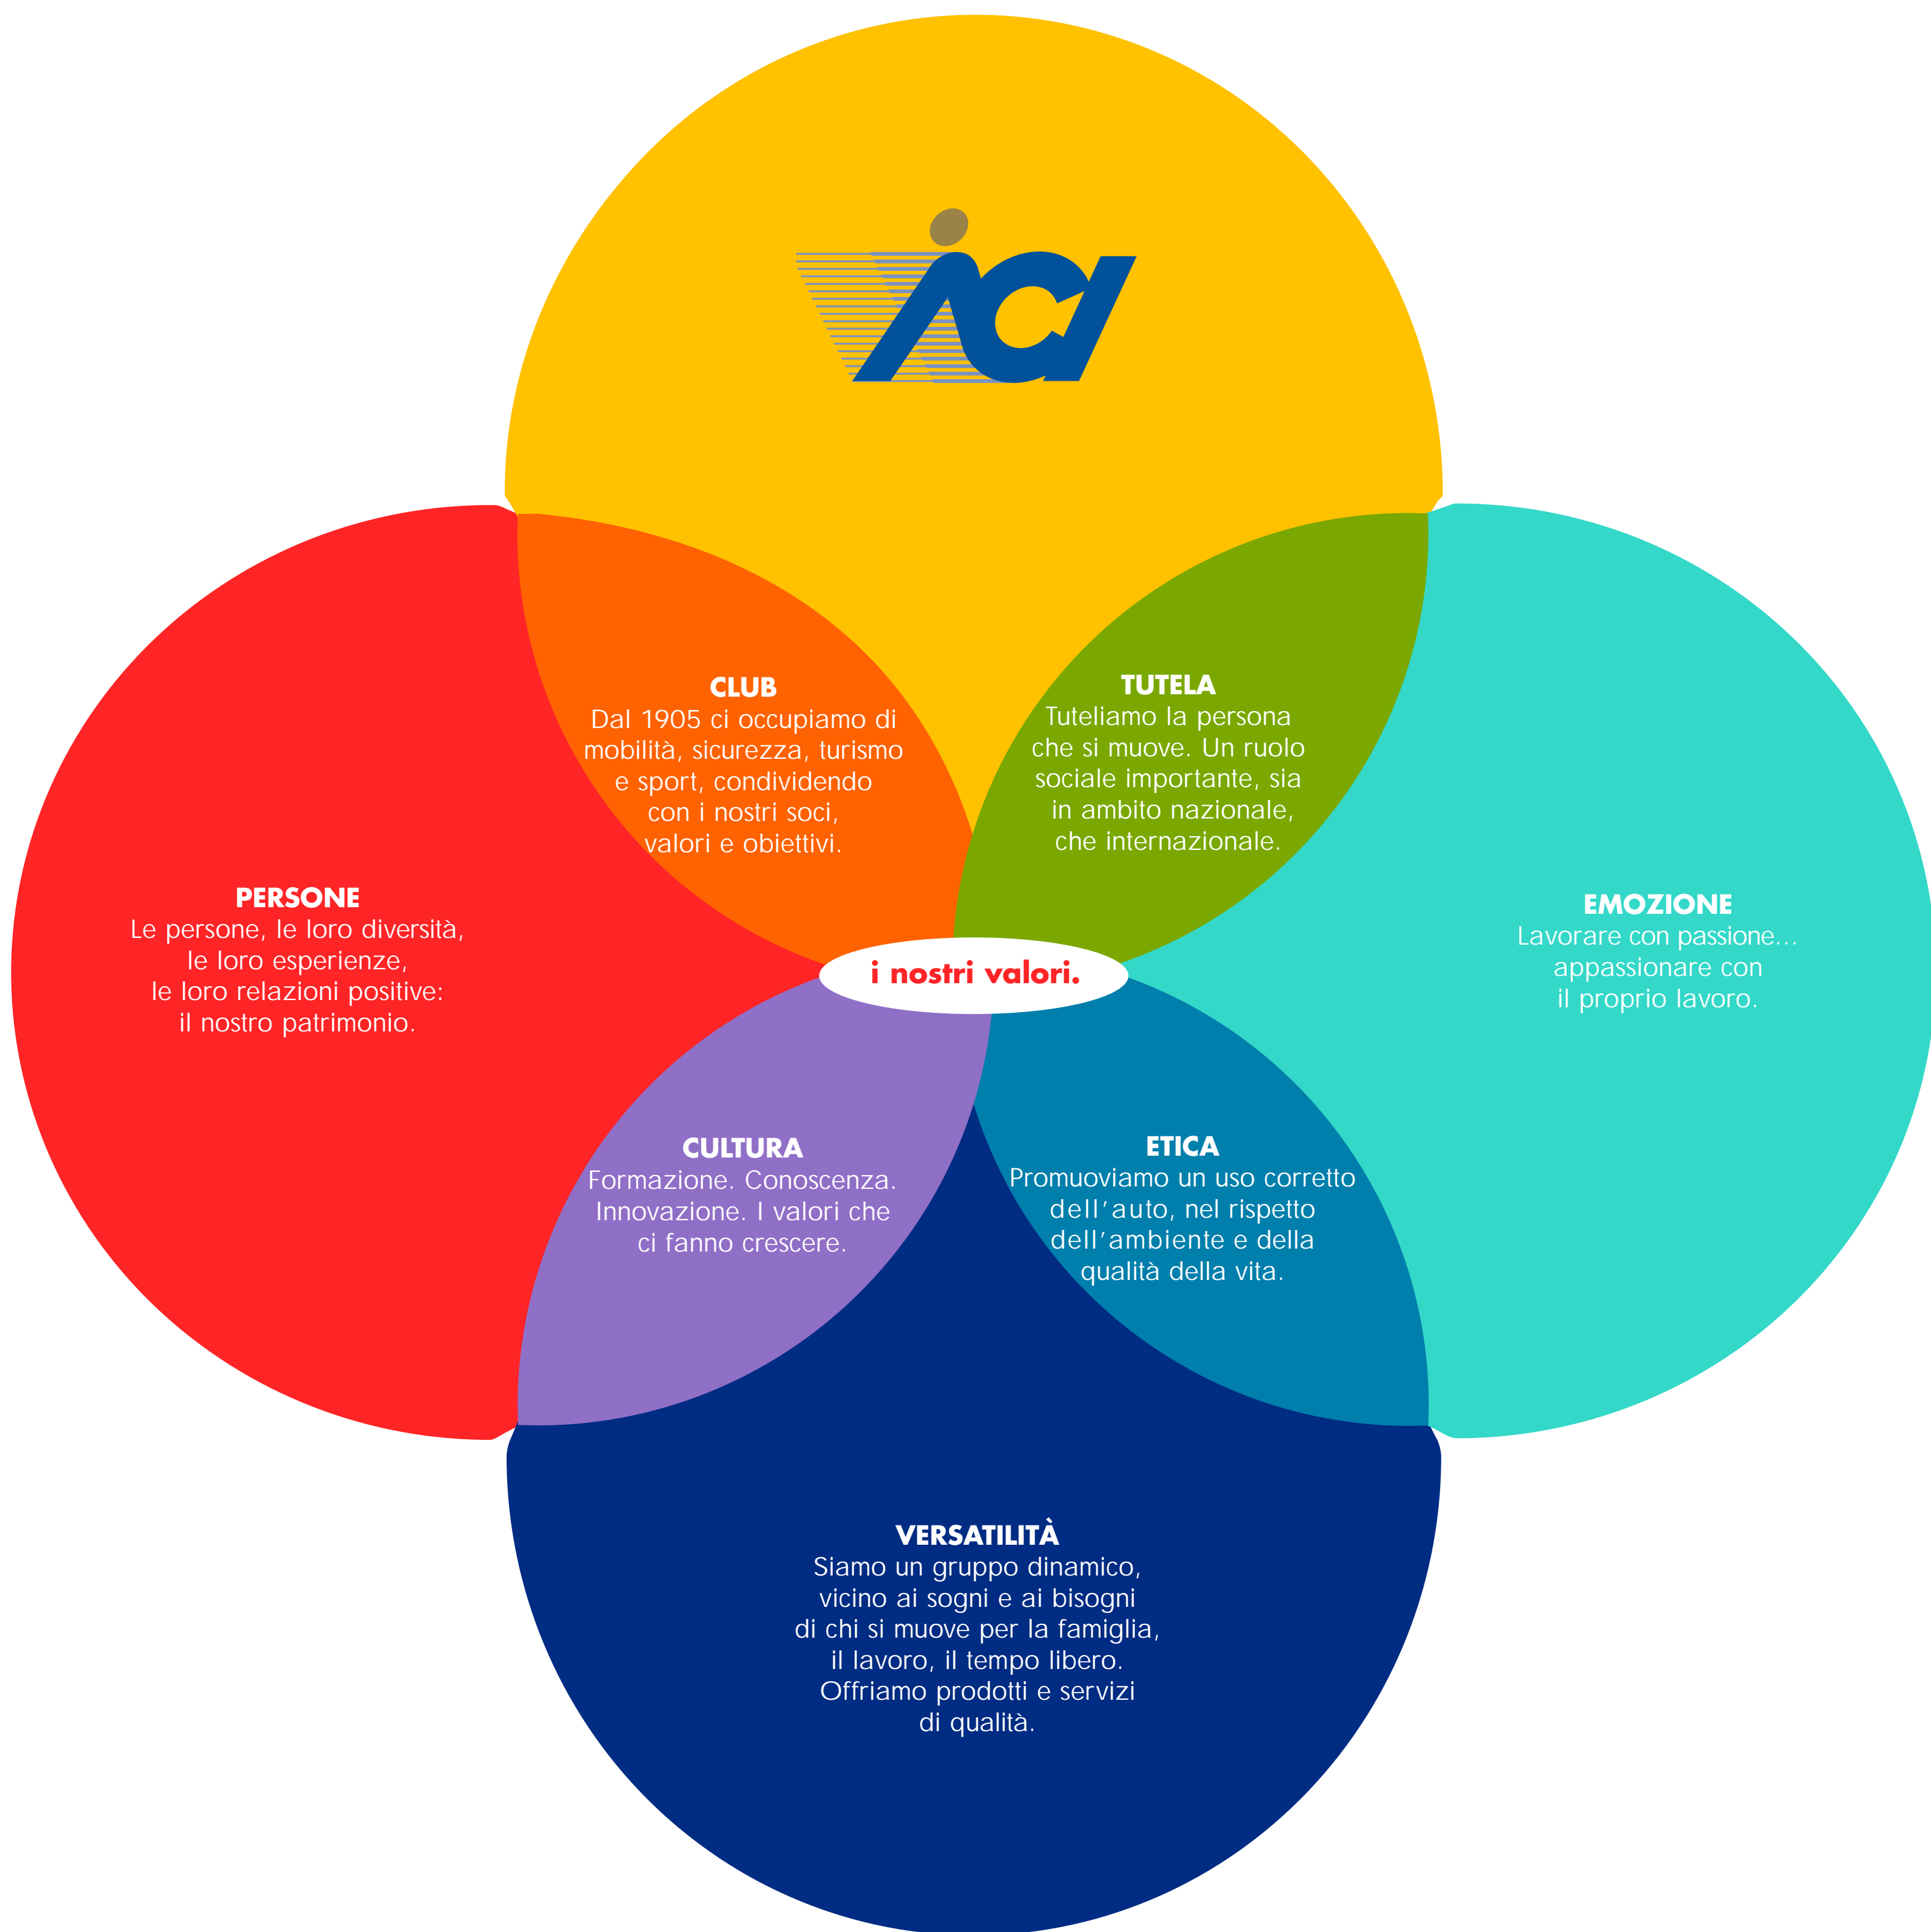 ACI
CLUB
Dal 1905 ci occupiamo di
mobilità, sicurezza, turismo
e sport, condividendo
con i nostri soci,
valori e obiettivi.
TUTELA
Tuteliamo la persona
che si muove. Un ruolo
sociale importante, sia
in ambito nazionale,
che internazionale.
PERSONE
Le persone, le loro diversità,
le loro esperienze,
le loro relazioni positive:
il nostro patrimonio.
i nostri valori.
EMOZIONE
Lavorare con passione...
appassionare con
il proprio lavoro.
CULTURA
Formazione. Conoscenza.
Innovazione. I valori che
ci fanno crescere.
ETICA
Promuoviamo un uso corretto
dell'auto, nel rispetto
dell'ambiente e della
qualità della vita.
VERSATILITÀ
Siamo un gruppo dinamico,
vicino ai sogni e ai bisogni
di chi si muove per la famiglia,
il lavoro, il tempo libero.
Offriamo prodotti e servizi
di qualità.